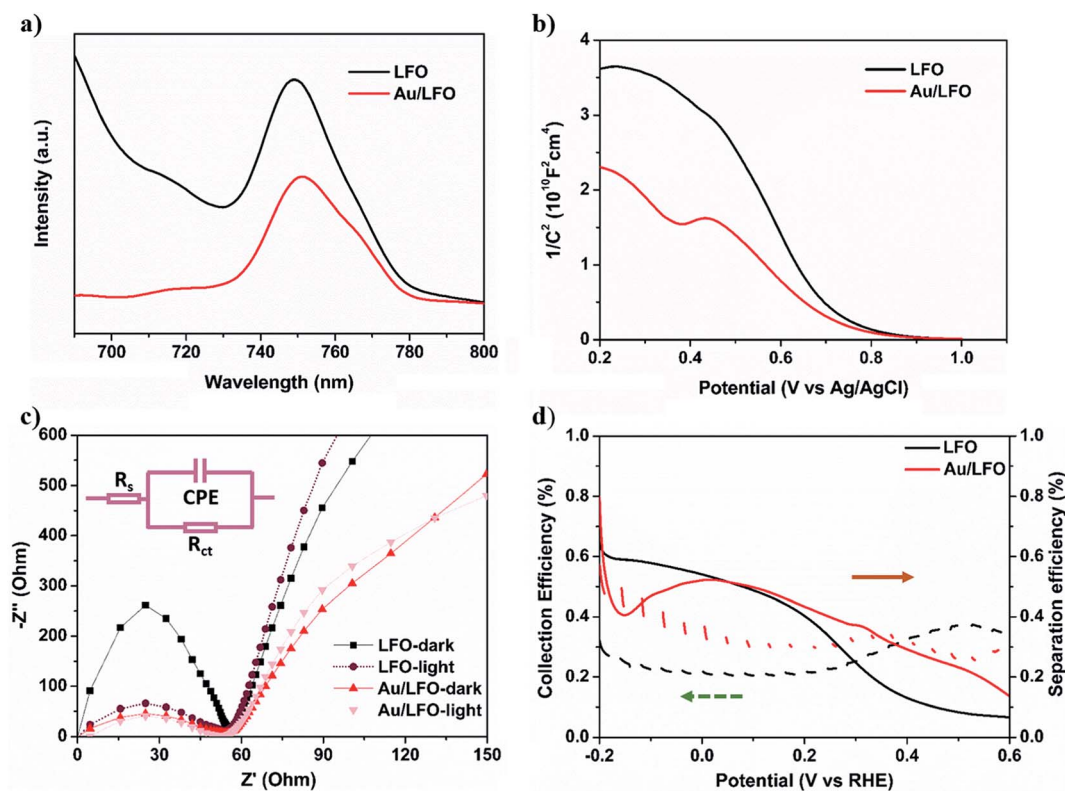 a)
LFO
Au/LFO
Intensity (a.u.)
700 720 740 760 780 800
Wavelength (nm)
b)
LFO
Au/LFO
1/C² (10¹⁰F²cm⁴)
4
3
2
1
0
0.2 0.4 0.6 0.8 1.0
Potential (V vs Ag/AgCl)
c)
600
500
400
300
200
100
0
-Z'' (Ohm)
Rs
CPE
Rct
LFO-dark
LFO-light
Au/LFO-dark
Au/LFO-light
0 30 60 90 120 150
Z' (Ohm)
d)
LFO
Au/LFO
Collection Efficiency (%)
1.0
0.8
0.6
0.4
0.2
0.0
Separation efficiency (%)
1.0
0.8
0.6
0.4
0.2
0.0
-0.2 0.0 0.2 0.4 0.6
Potential (V vs RHE)